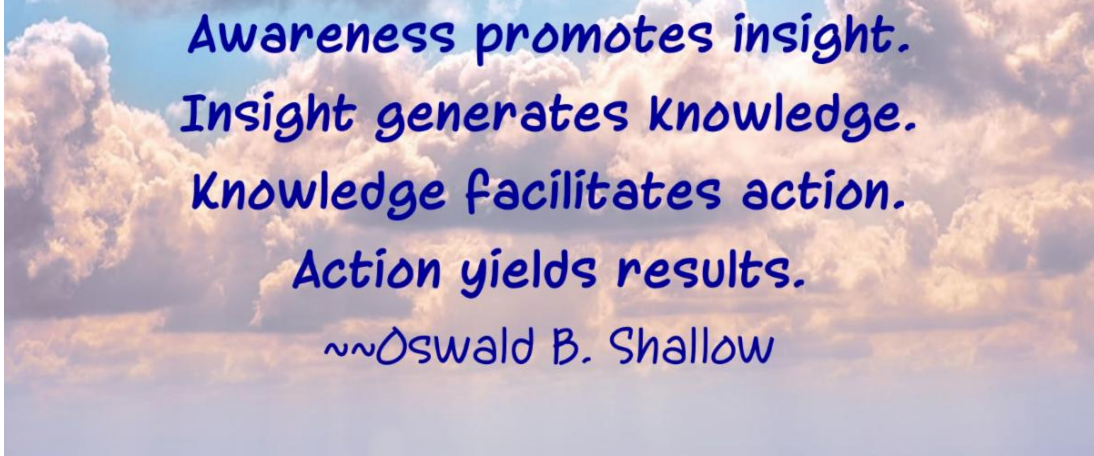 Awareness promotes insight.
Insight generates knowledge.
Knowledge facilitates action.
Action yields results.
~~Oswald B. Shallow